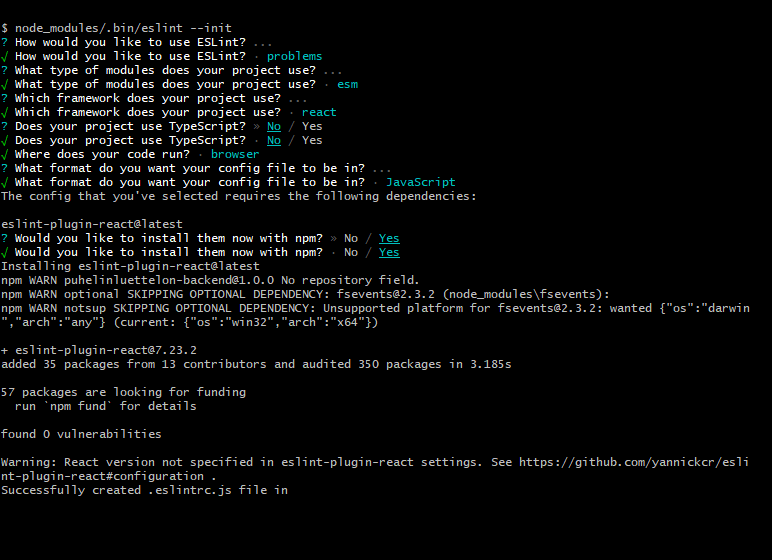 $ node_modules/.bin/eslint --init
? How would you like to use ESLint? ...
√ How would you like to use ESLint? · problems
? What type of modules does your project use? ...
√ What type of modules does your project use? · esm
? Which framework does your project use? ...
√ Which framework does your project use? · react
? Does your project use TypeScript? » No / Yes
√ Does your project use TypeScript? · No / Yes
√ Where does your code run? · browser
? What format do you want your config file to be in? ...
√ What format do you want your config file to be in? · JavaScript
The config that you've selected requires the following dependencies:

eslint-plugin-react@latest
? Would you like to install them now with npm? » No / Yes
√ Would you like to install them now with npm? · No / Yes
Installing eslint-plugin-react@latest
npm WARN puhelinluettelon-backend@1.0.0 No repository field.
npm WARN optional SKIPPING OPTIONAL DEPENDENCY: fsevents@2.3.2 (node_modules\fsevents):
npm WARN notsup SKIPPING OPTIONAL DEPENDENCY: Unsupported platform for fsevents@2.3.2: wanted {"os":"darwin
","arch":"any"} (current: {"os":"win32","arch":"x64"})

+ eslint-plugin-react@7.23.2
added 35 packages from 13 contributors and audited 350 packages in 3.185s

57 packages are looking for funding
  run `npm fund` for details

found 0 vulnerabilities

Warning: React version not specified in eslint-plugin-react settings. See https://github.com/yannickcr/esli
nt-plugin-react#configuration .
Successfully created .eslintrc.js file in